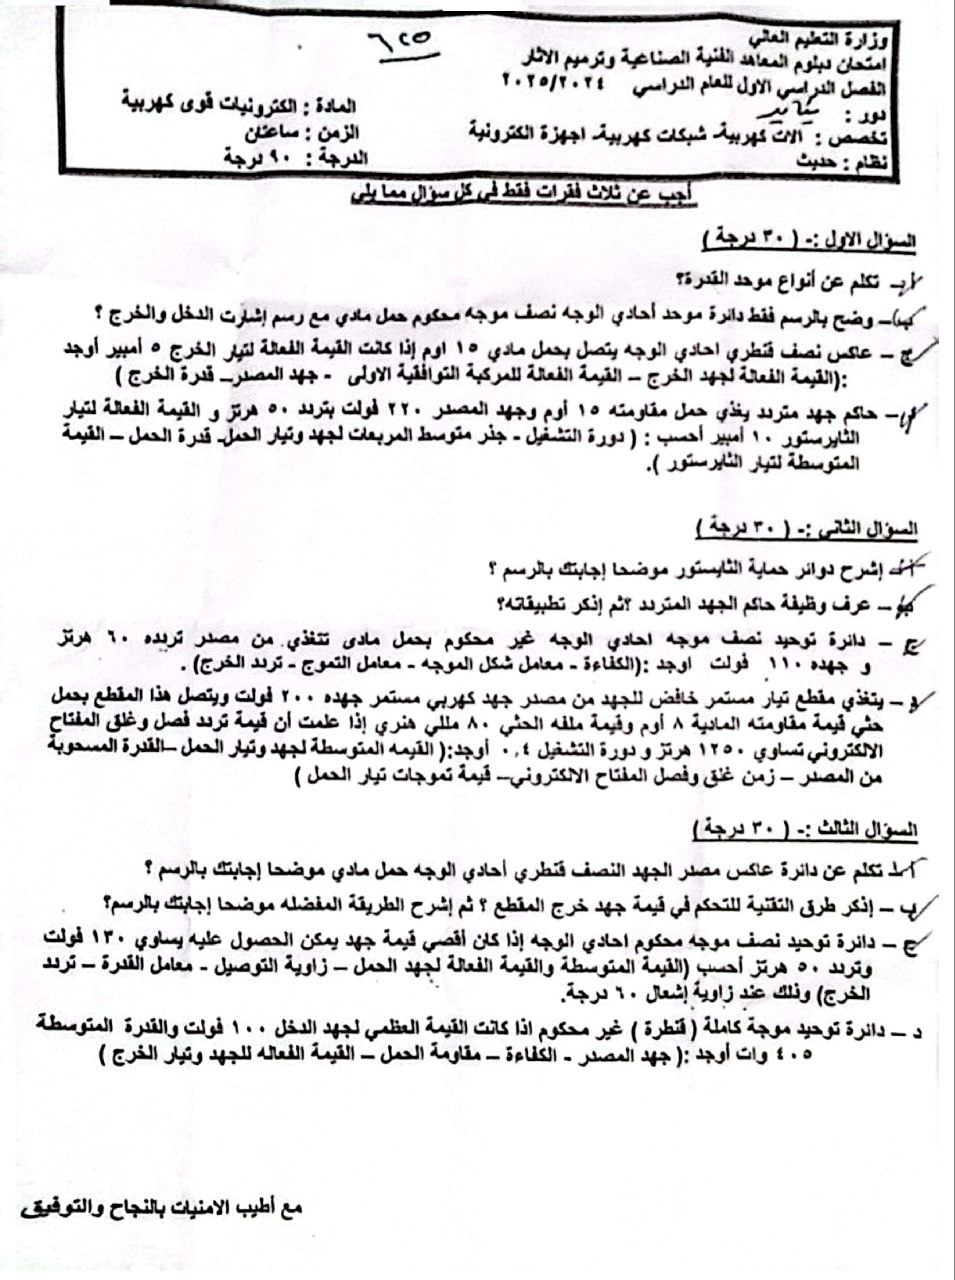 ٦٢٥
وزارة التعليم العالي
امتحان دبلوم المعاهد الفنية الصناعية وترميم الاثار
الفصل الدراسي الاول للعام الدراسي ٢٠٢٥/٢٠٢٤
دور :
تخصص : الات كهربية- شبكات كهربية- اجهزة الكترونية
نظام : حديث
المادة : الكترونيات قوى كهربية
الزمن : ساعتان
الدرجة : ٩٠ درجة
أجب عن ثلاث فقرات فقط في كل سؤال مما يلي
السؤال الاول :- ( ٣٠ درجة )
أ- تكلم عن أنواع موحد القدرة؟
ب- وضح بالرسم فقط دائرة موحد أحادي الوجه نصف موجه محكوم حمل مادي مع رسم إشارت الدخل والخرج ؟
ج – عاكس نصف قنطري احادي الوجه يتصل بحمل مادي ١٥ اوم إذا كانت القيمة الفعالة لتيار الخرج ٥ أمبير أوجد
:(القيمة الفعالة لجهد الخرج – القيمة الفعالة للمركبة التوافقية الاولى - جهد المصدر- قدرة الخرج )
د- حاكم جهد متردد يغذي حمل مقاومته ١٥ أوم وجهد المصدر ٢٢٠ فولت بتردد ٥٠ هرتز و القيمة الفعالة لتيار
الثايرستور ١٠ أمبير أحسب : ( دورة التشغيل - جذر متوسط المربعات لجهد وتيار الحمل- قدرة الحمل – القيمة
المتوسطة لتيار الثايرستور ).
السؤال الثاني :- ( ٣٠ درجة )
أ- إشرح دوائر حماية الثايستور موضحا إجابتك بالرسم ؟
ب – عرف وظيفة حاكم الجهد المتردد ؟ثم إذكر تطبيقاته؟
ج – دائرة توحيد نصف موجه احادي الوجه غير محكوم بحمل مادى تتغذي من مصدر تردده ٦٠ هرتز
و جهده ١١٠ فولت اوجد :(الكفاءة - معامل شكل الموجه - معامل التموج - تردد الخرج) .
د – يتغذي مقطع تيار مستمر خافض للجهد من مصدر جهد كهربي مستمر جهده ٢٠٠ فولت ويتصل هذا المقطع بحمل
حثي قيمة مقاومته المادية ٨ أوم وقيمة ملفه الحثي ٨٠ مللي هنري إذا علمت أن قيمة تردد فصل وغلق المفتاح
الالكتروني تساوي ١٢٥٠ هرتز و دورة التشغيل ٠,٤ أوجد:( القيمه المتوسطة لجهد وتيار الحمل –القدرة المسحوبة
من المصدر – زمن غلق وفصل المفتاح الالكتروني– قيمة تموجات تيار الحمل )
السؤال الثالث :- ( ٣٠ درجة )
أ- تكلم عن دائرة عاكس مصدر الجهد النصف قنطري أحادي الوجه حمل مادي موضحا إجابتك بالرسم ؟
ب – إذكر طرق التقنية للتحكم في قيمة جهد خرج المقطع ؟ ثم إشرح الطريقة المفضله موضحا إجابتك بالرسم؟
ج – دائرة توحيد نصف موجه محكوم احادي الوجه إذا كان أقصي قيمة جهد يمكن الحصول عليه يساوي ١٣٠ فولت
وتردد ٥٠ هرتز أحسب (القيمة المتوسطة والقيمة الفعالة لجهد الحمل – زاوية التوصيل - معامل القدرة – تردد
الخرج) وذلك عند زاوية إشعال ٦٠ درجة.
د – دائرة توحيد موجة كاملة ( قنطرة ) غير محكوم اذا كانت القيمة العظمي لجهد الدخل ١٠٠ فولت والقدرة المتوسطة
٤٠٥ وات أوجد :( جهد المصدر - الكفاءة – مقاومة الحمل – القيمة الفعاله للجهد وتيار الخرج )
مع أطيب الامنيات بالنجاح والتوفيق